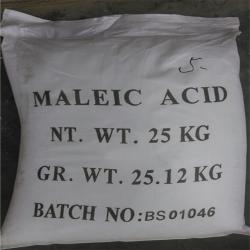 5-
MALEIC ACID
NT. WT. 25 KG
GR. WT. 25.12 KG
BATCH NO: BS01046